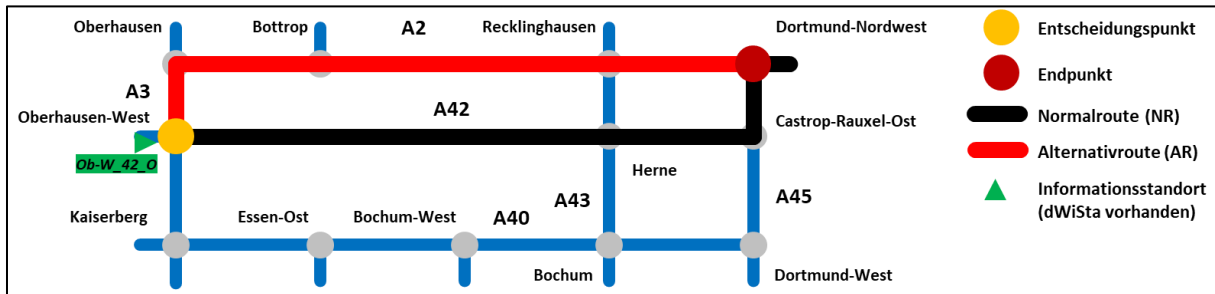 Oberhausen
Bottrop
A2
Recklinghausen
Dortmund-Nordwest
A3
A42
Oberhausen-West
Castrop-Rauxel-Ost
Ob-W_42_O
Herne
A43
A45
Kaiserberg
Essen-Ost
Bochum-West
A40
Bochum
Dortmund-West
Entscheidungspunkt
Endpunkt
Normalroute (NR)
Alternativroute (AR)
Informationsstandort
(dWiSta vorhanden)